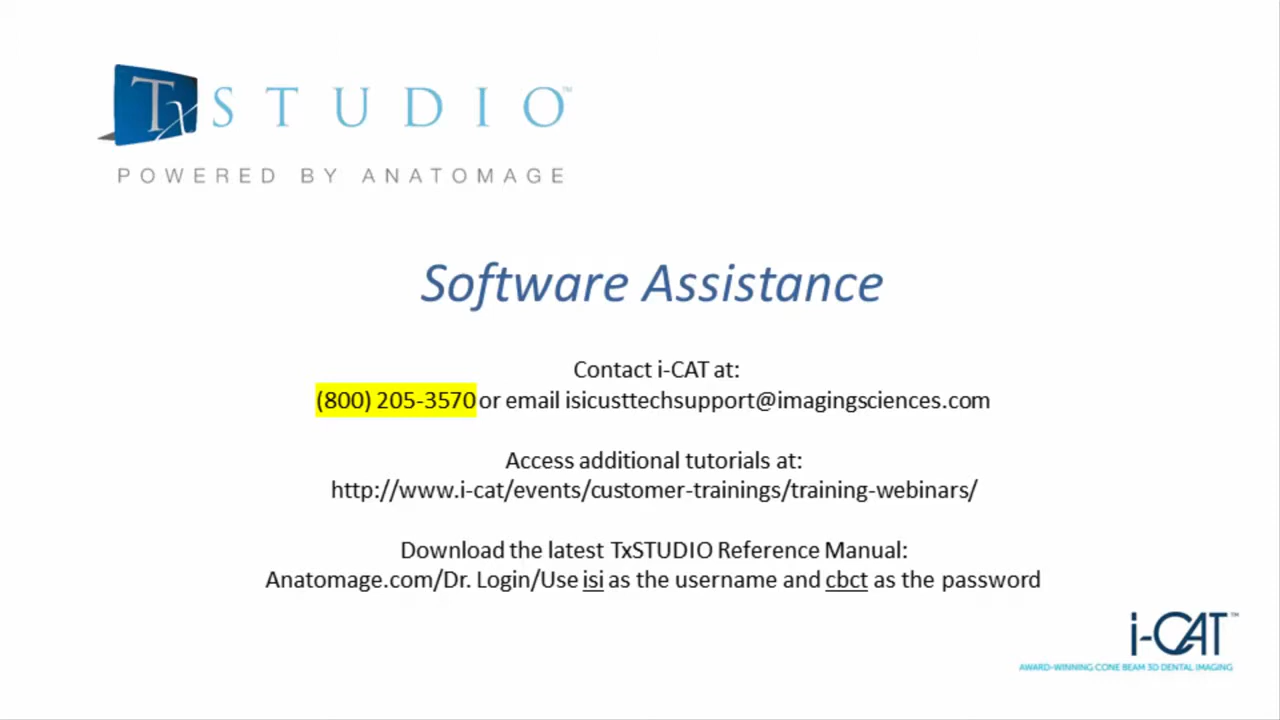 TxSTUDIO™
POWERED BY ANATOMAGE
Software Assistance
Contact i-CAT at:
(800) 205-3570 or email isicusttechsupport@imagingsciences.com
Access additional tutorials at:
http://www.i-cat/events/customer-trainings/training-webinars/
Download the latest TxSTUDIO Reference Manual:
Anatomage.com/Dr. Login/Use isi as the username and cbct as the password
i-CAT™
AWARD-WINNING CONE BEAM 3D DENTAL IMAGING